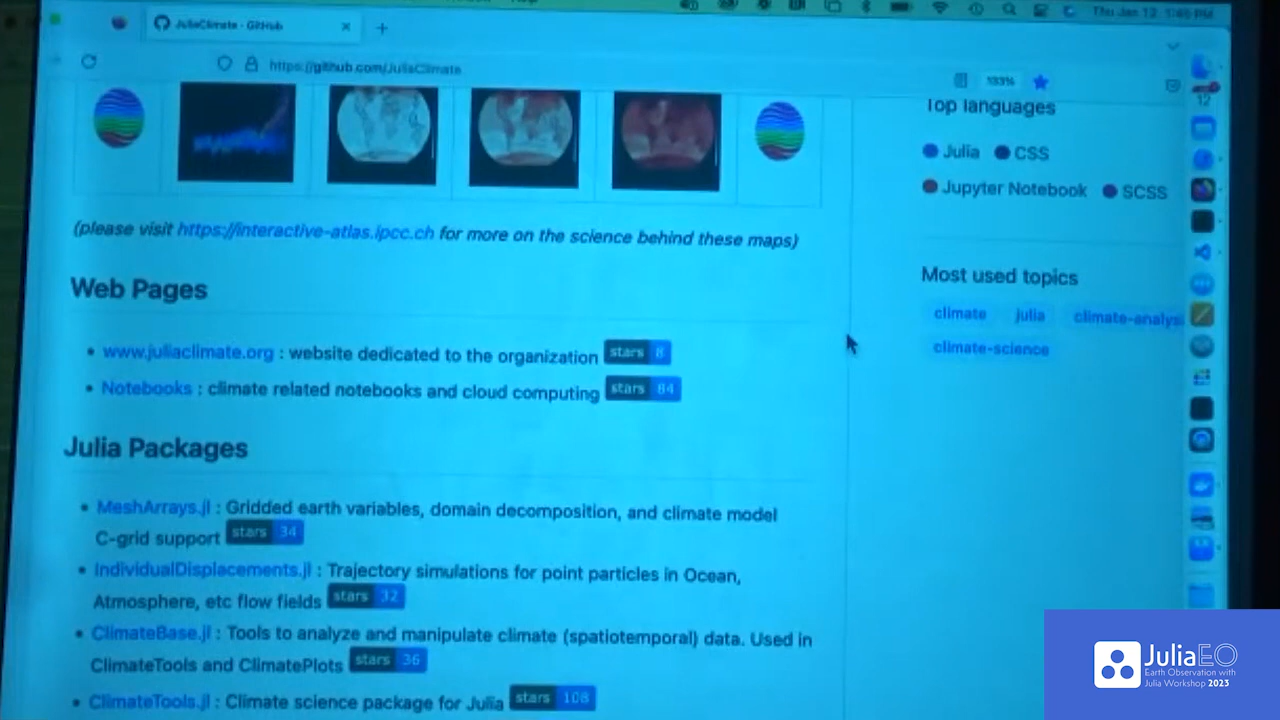 JuliaClimate - GitHub
https://github.com/JuliaClimate
133%
12
Top languages
Julia CSS
Jupyter Notebook SCSS
(please visit https://interactive-atlas.ipcc.ch for more on the science behind these maps)
Web Pages
www.juliaclimate.org : website dedicated to the organization stars 8
Notebooks : climate related notebooks and cloud computing stars 84
Most used topics
climate julia
climate-science
Julia Packages
MeshArrays.jl : Gridded earth variables, domain decomposition, and climate model
C-grid support stars 34
IndividualDisplacements.jl : Trajectory simulations for point particles in Ocean,
Atmosphere, etc flow fields stars 32
ClimateBase.jl : Tools to analyze and manipulate climate (spatiotemporal) data. Used in
ClimateTools and ClimatePlots stars 36
ClimateTools.jl : Climate science package for Julia stars 108
JuliaEO
Earth Observation with
Julia Workshop 2023